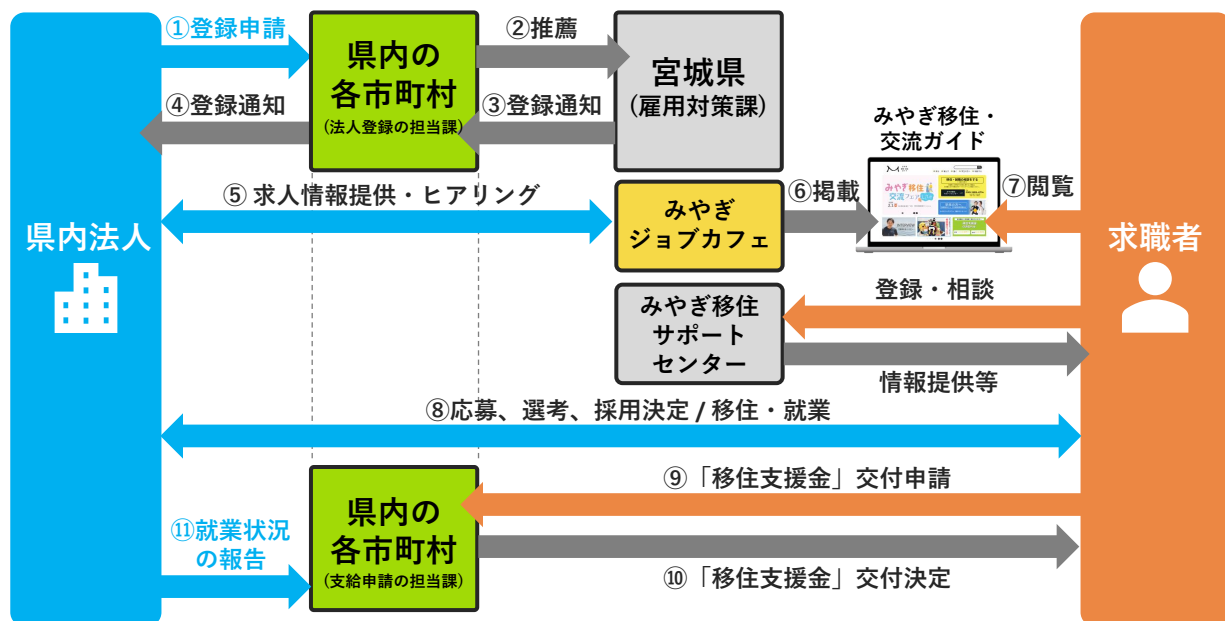 ①登録申請
②推薦
県内の
各市町村
(法人登録の担当課)
宮城県
(雇用対策課)
④登録通知
③登録通知
みやぎ移住・
交流ガイド
⑤ 求人情報提供・ヒアリング
みやぎ
ジョブカフェ
⑥掲載
みやぎ移住
⑦閲覧
県内法人
求職者
みやぎ移住
サポート
センター
登録・相談
情報提供等
⑧応募、選考、採用決定 / 移住・就業
県内の
各市町村
(支給申請の担当課)
⑨「移住支援金」交付申請
⑪就業状況
の報告
⑩「移住支援金」交付決定